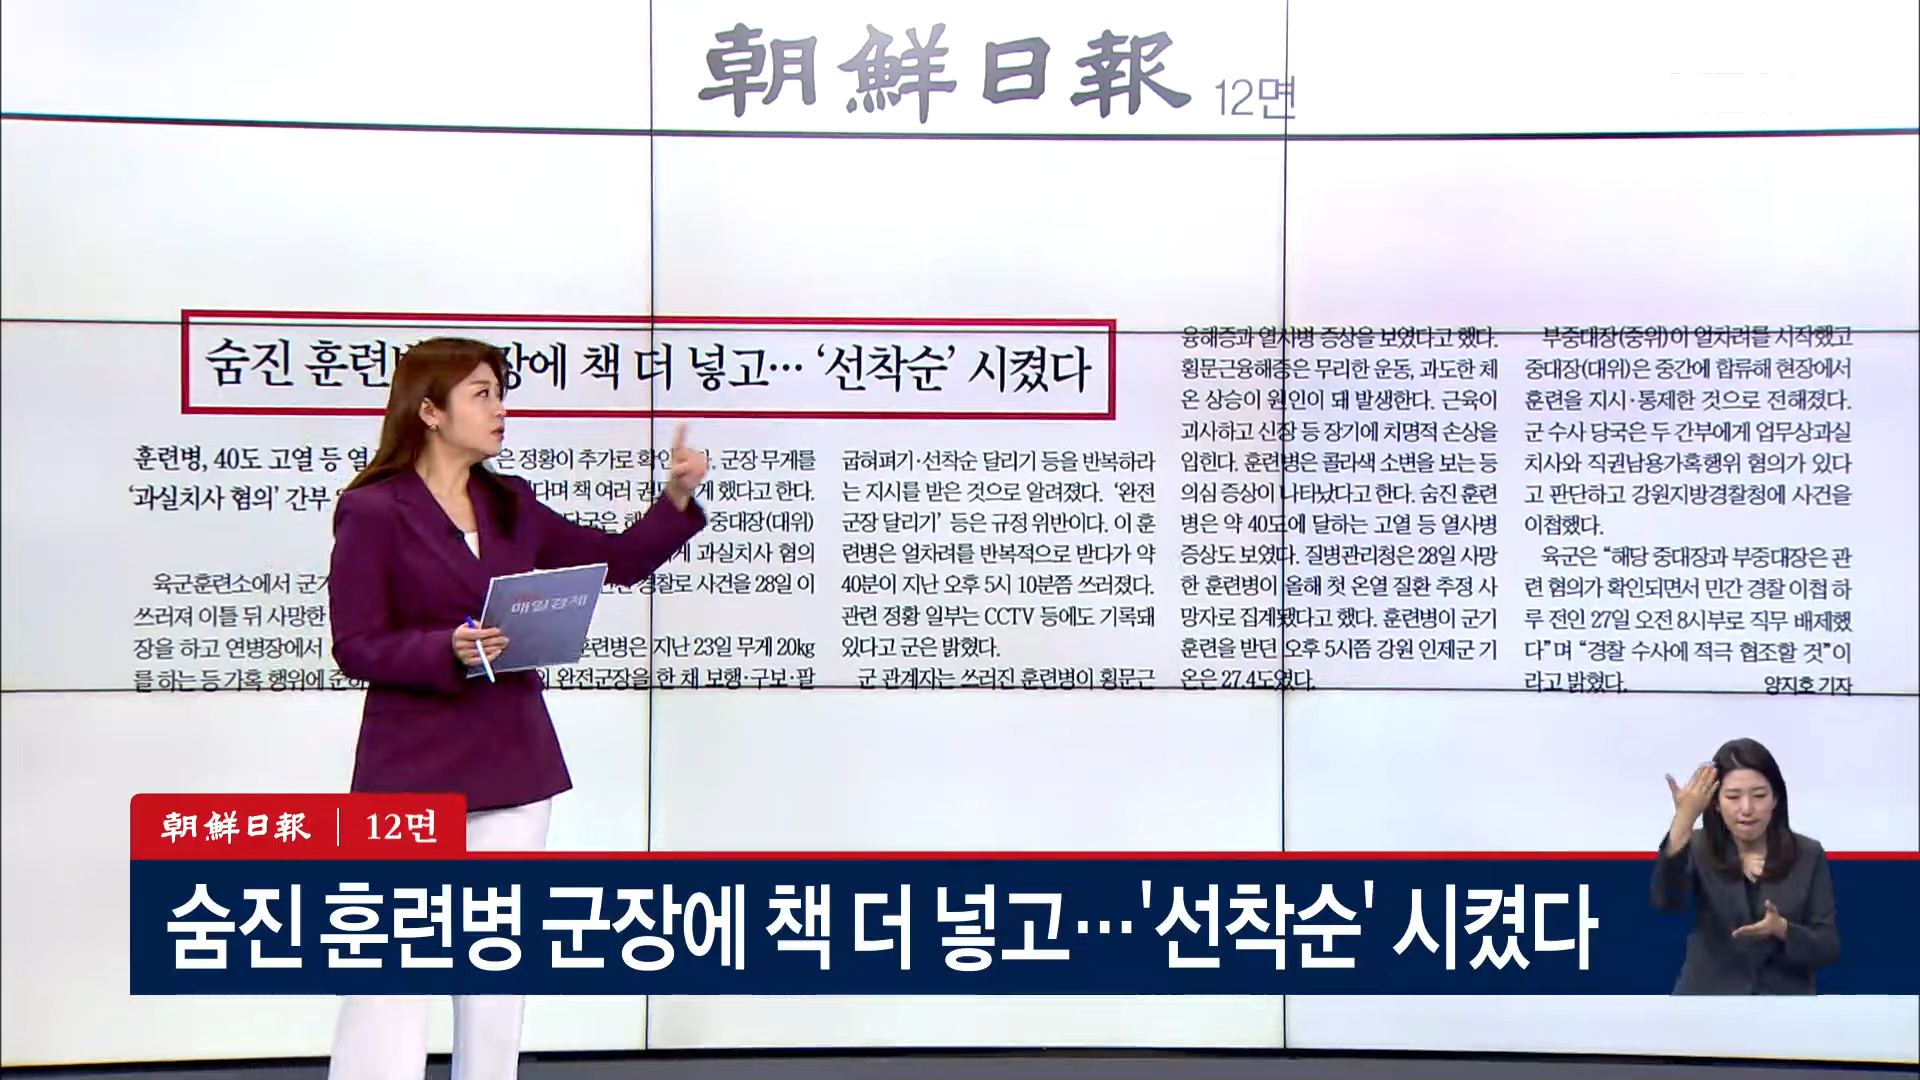 朝鮮日報 12면
숨진 훈련병 군장에 책 더 넣고… ‘선착순’ 시켰다
훈련병, 40도 고열 등 열
‘과실치사 혐의’ 간부
육군훈련소에서 군기
쓰러져 이틀 뒤 사망한
장을 하고 연병장에서
를 하는 등 가혹 행위에 준하
은 정황이 추가로 확인 . 군장 무게를
다며 책 여러 권 게 했다고 한다.
당국은 해 중대장(대위)
게 과실치사 혐의
경찰로 사건을 28일 이
훈련병은 지난 23일 무게 20kg
의 완전군장을 한 채 보행·구보·팔
굽혀펴기·선착순 달리기 등을 반복하라
는 지시를 받은 것으로 알려졌다. ‘완전
군장 달리기’ 등은 규정 위반이다. 이 훈
련병은 얼차려를 반복적으로 받다가 약
40분이 지난 오후 5시 10분쯤 쓰러졌다.
관련 정황 일부는 CCTV 등에도 기록돼
있다고 군은 밝혔다.
군 관계자는 쓰러진 훈련병이 횡문근
융해증과 열사병 증상을 보였다고 했다.
횡문근융해증은 무리한 운동, 과도한 체
온 상승이 원인이 돼 발생한다. 근육이
괴사하고 신장 등 장기에 치명적 손상을
입힌다. 훈련병은 콜라색 소변을 보는 등
의심 증상이 나타났다고 한다. 숨진 훈련
병은 약 40도에 달하는 고열 등 열사병
증상도 보였다. 질병관리청은 28일 사망
한 훈련병이 올해 첫 온열 질환 추정 사
망자로 집계됐다고 했다. 훈련병이 군기
훈련을 받던 오후 5시쯤 강원 인제군 기
온은 27.4도였다.
부중대장(중위)이 얼차려를 시작했고
중대장(대위)은 중간에 합류해 현장에서
훈련을 지시·통제한 것으로 전해졌다.
군 수사 당국은 두 간부에게 업무상과실
치사와 직권남용가혹행위 혐의가 있다
고 판단하고 강원지방경찰청에 사건을
이첩했다.
육군은 “해당 중대장과 부중대장은 관
련 혐의가 확인되면서 민간 경찰 이첩 하
루 전인 27일 오전 8시부로 직무 배제했
다”며 “경찰 수사에 적극 협조할 것”이
라고 밝혔다. 양지호 기자
매일경제
朝鮮日報 | 12면
숨진 훈련병 군장에 책 더 넣고…'선착순' 시켰다